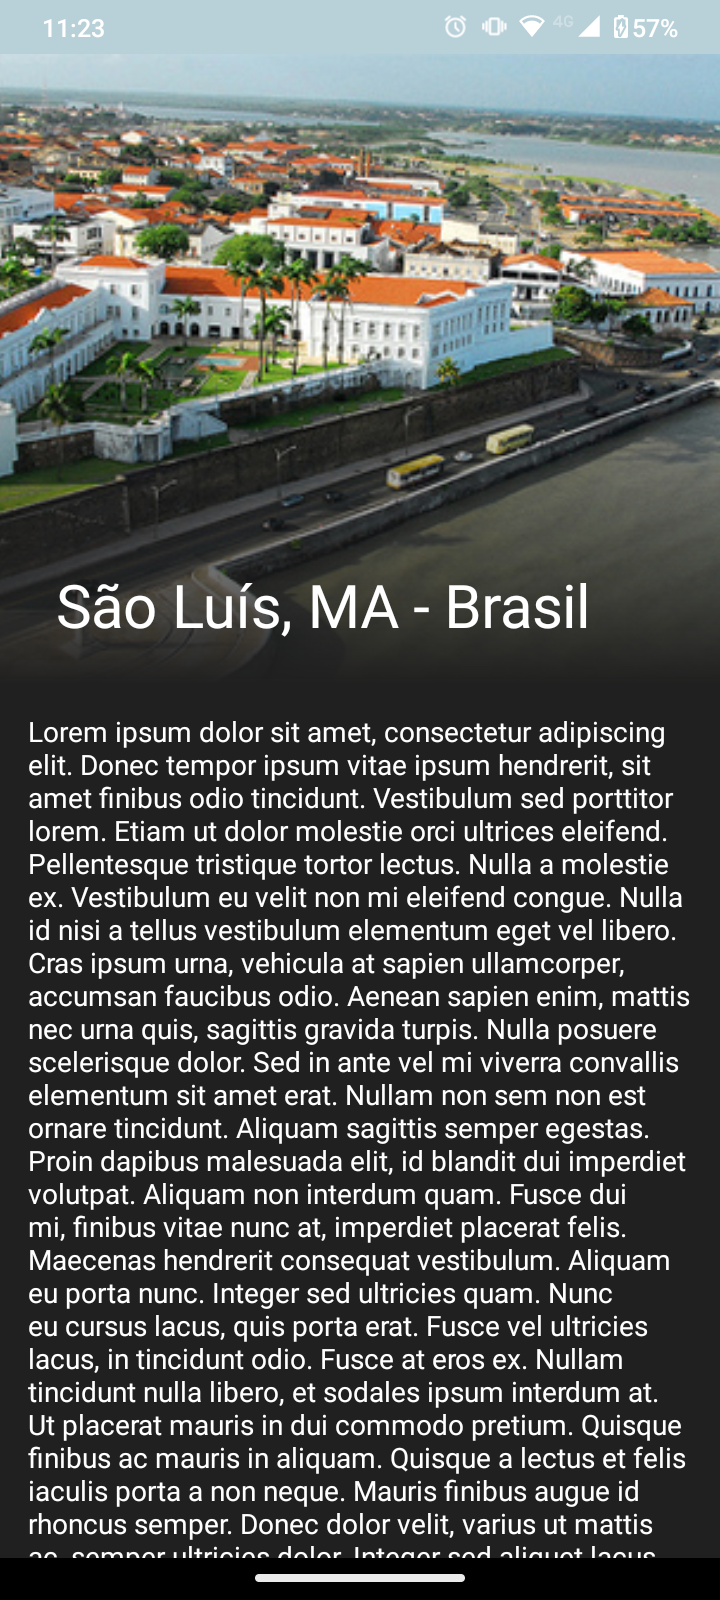 11:23
4G
57%
São Luís, MA - Brasil
Lorem ipsum dolor sit amet, consectetur adipiscing
elit. Donec tempor ipsum vitae ipsum hendrerit, sit
amet finibus odio tincidunt. Vestibulum sed porttitor
lorem. Etiam ut dolor molestie orci ultrices eleifend.
Pellentesque tristique tortor lectus. Nulla a molestie
ex. Vestibulum eu velit non mi eleifend congue. Nulla
id nisi a tellus vestibulum elementum eget vel libero.
Cras ipsum urna, vehicula at sapien ullamcorper,
accumsan faucibus odio. Aenean sapien enim, mattis
nec urna quis, sagittis gravida turpis. Nulla posuere
scelerisque dolor. Sed in ante vel mi viverra convallis
elementum sit amet erat. Nullam non sem non est
ornare tincidunt. Aliquam sagittis semper egestas.
Proin dapibus malesuada elit, id blandit dui imperdiet
volutpat. Aliquam non interdum quam. Fusce dui
mi, finibus vitae nunc at, imperdiet placerat felis.
Maecenas hendrerit consequat vestibulum. Aliquam
eu porta nunc. Integer sed ultricies quam. Nunc
eu cursus lacus, quis porta erat. Fusce vel ultricies
lacus, in tincidunt odio. Fusce at eros ex. Nullam
tincidunt nulla libero, et sodales ipsum interdum at.
Ut placerat mauris in dui commodo pretium. Quisque
finibus ac mauris in aliquam. Quisque a lectus et felis
iaculis porta a non neque. Mauris finibus augue id
rhoncus semper. Donec dolor velit, varius ut mattis
ac, semper ultricies dolor. Integer sed aliquet lacus